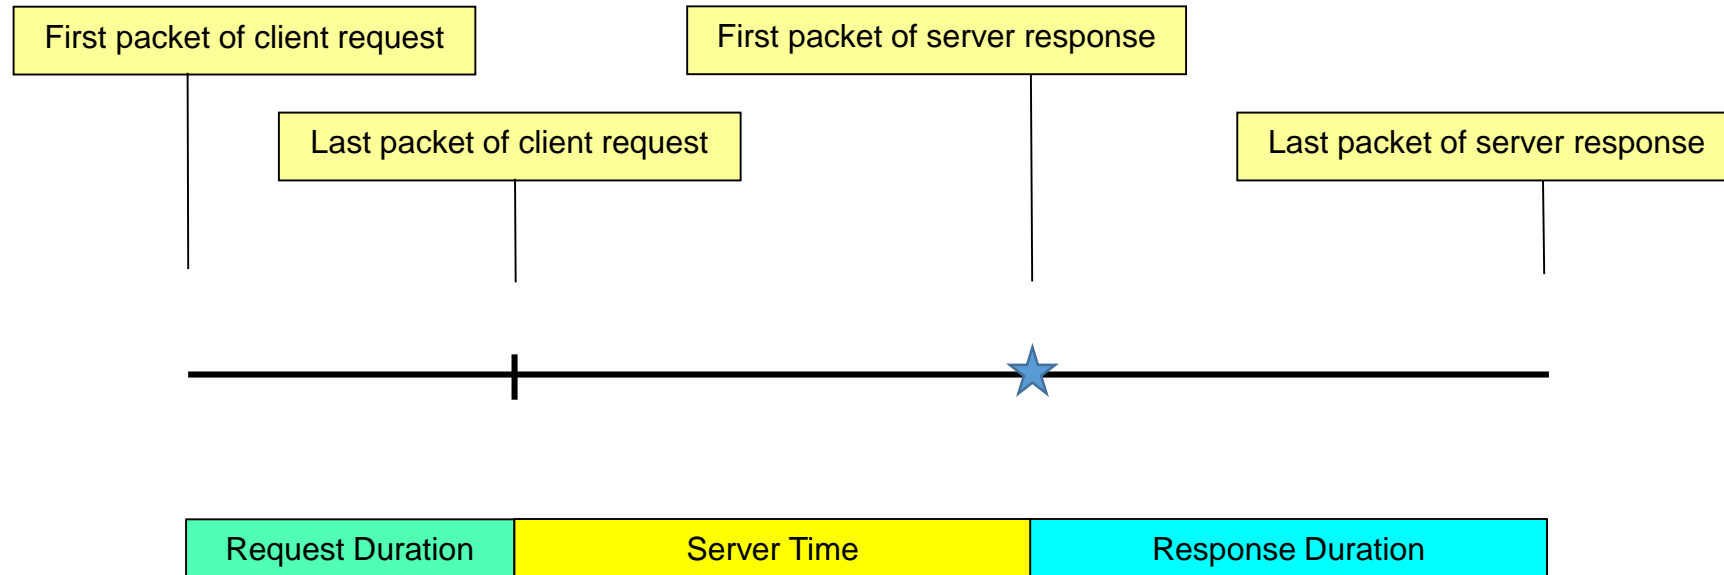 First packet of client request
First packet of server response
Last packet of client request
Last packet of server response
Request Duration
Server Time
Response Duration